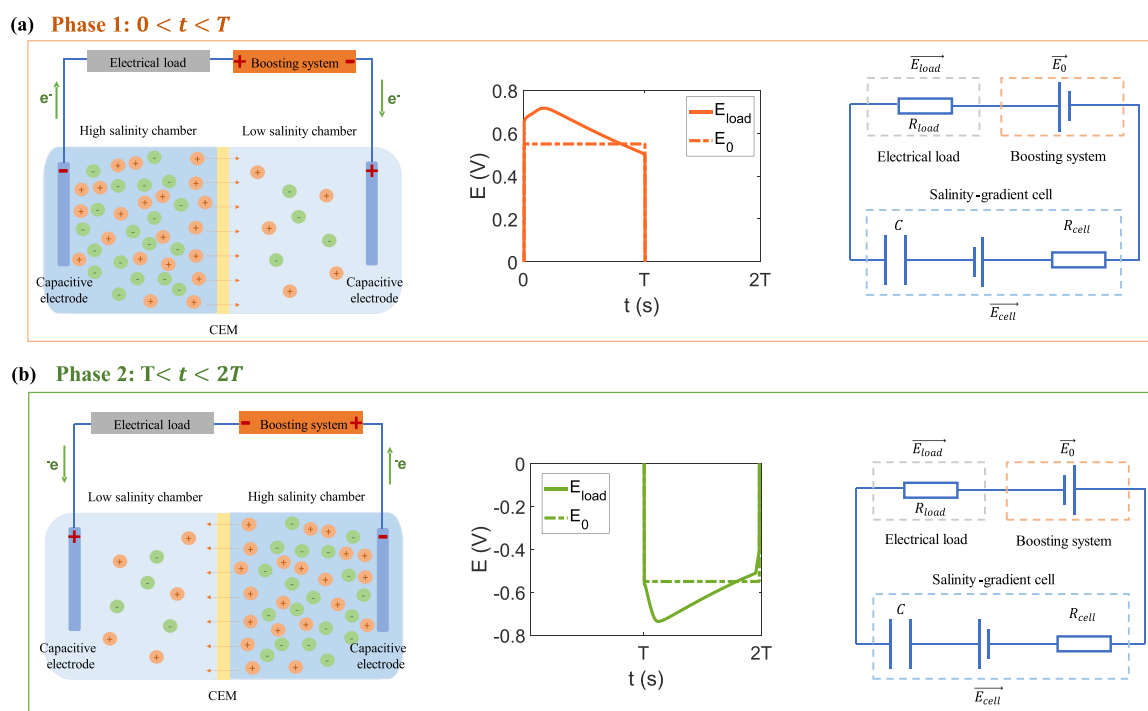 (a) Phase 1: 0 < t < T
Electrical load
+ Boosting system -
e-
e-
High salinity chamber
Low salinity chamber
-
+
Capacitive
electrode
Capacitive
electrode
CEM
E (V)
0.8
0.6
0.4
0.2
0
E_load
E_0
0
T
2T
t (s)
E_load
E_0
R_load
Electrical load
Boosting system
Salinity-gradient cell
C
R_cell
E_cell
(b) Phase 2: T< t < 2T
Electrical load
- Boosting system +
-e
-e
Low salinity chamber
High salinity chamber
+
-
Capacitive
electrode
Capacitive
electrode
CEM
E (V)
0
-0.2
-0.4
-0.6
-0.8
E_load
E_0
T
2T
t (s)
E_load
E_0
R_load
Electrical load
Boosting system
Salinity-gradient cell
C
R_cell
E_cell